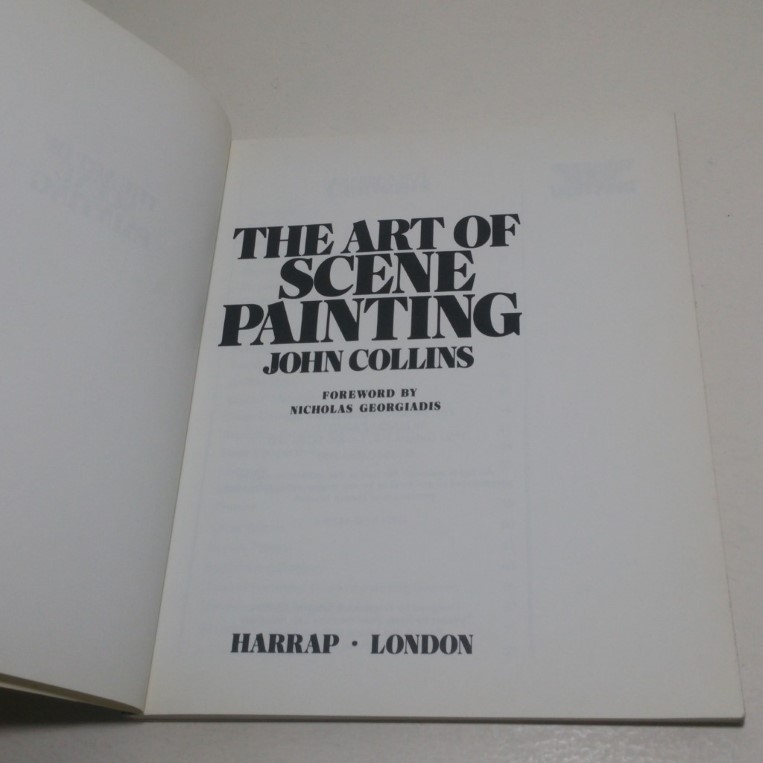 THE ART OF
SCENE
PAINTING
JOHN COLLINS
FOREWORD BY
NICHOLAS GEORGIADIS
HARRAP · LONDON